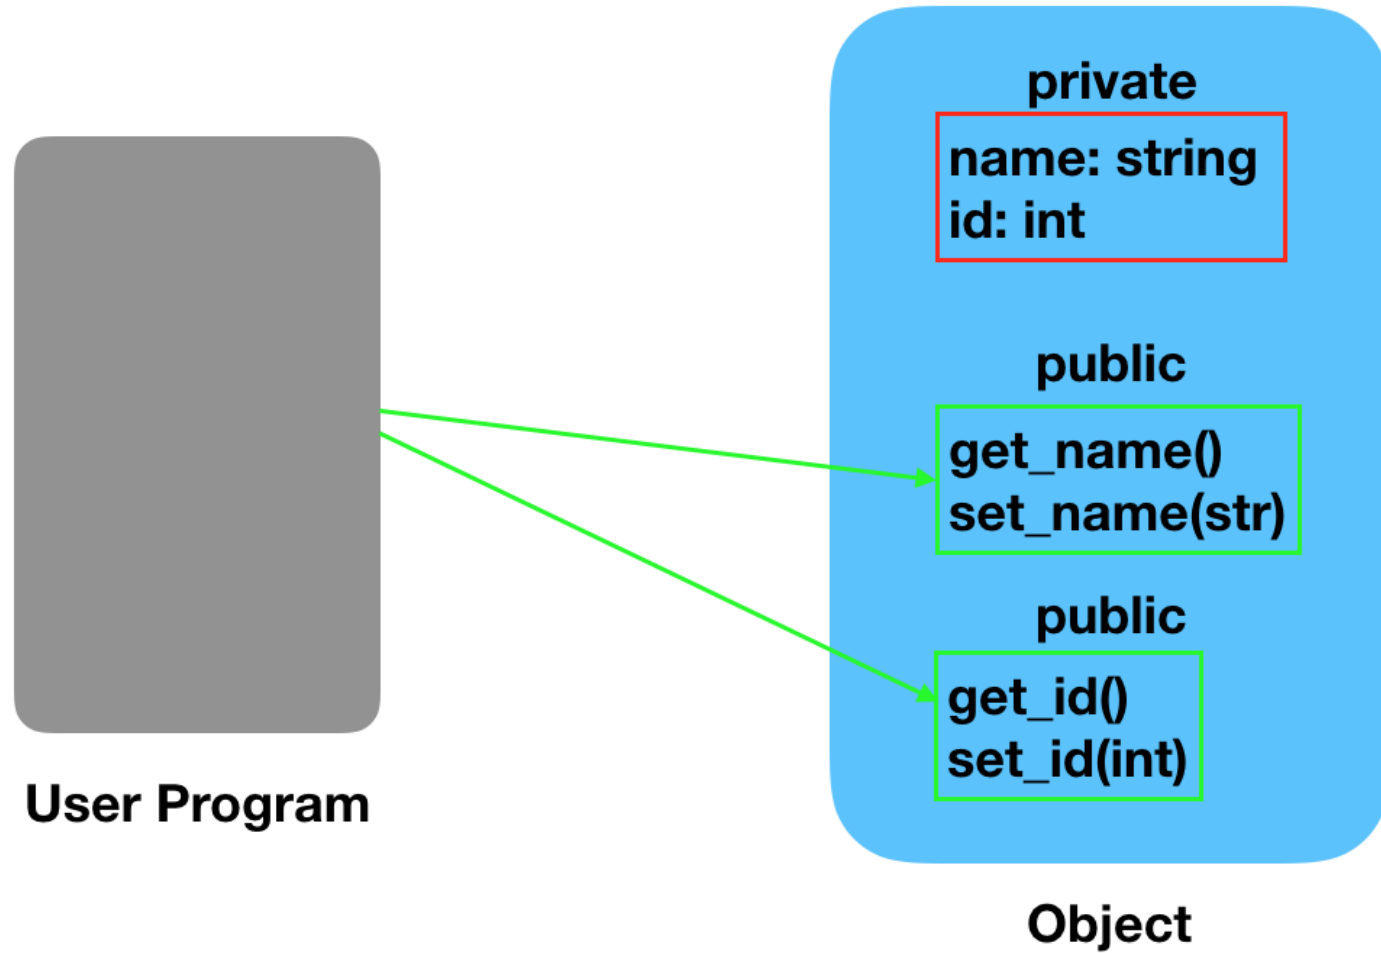 private
name: string
id: int
public
get_name()
set_name(str)
public
get_id()
set_id(int)
User Program
Object